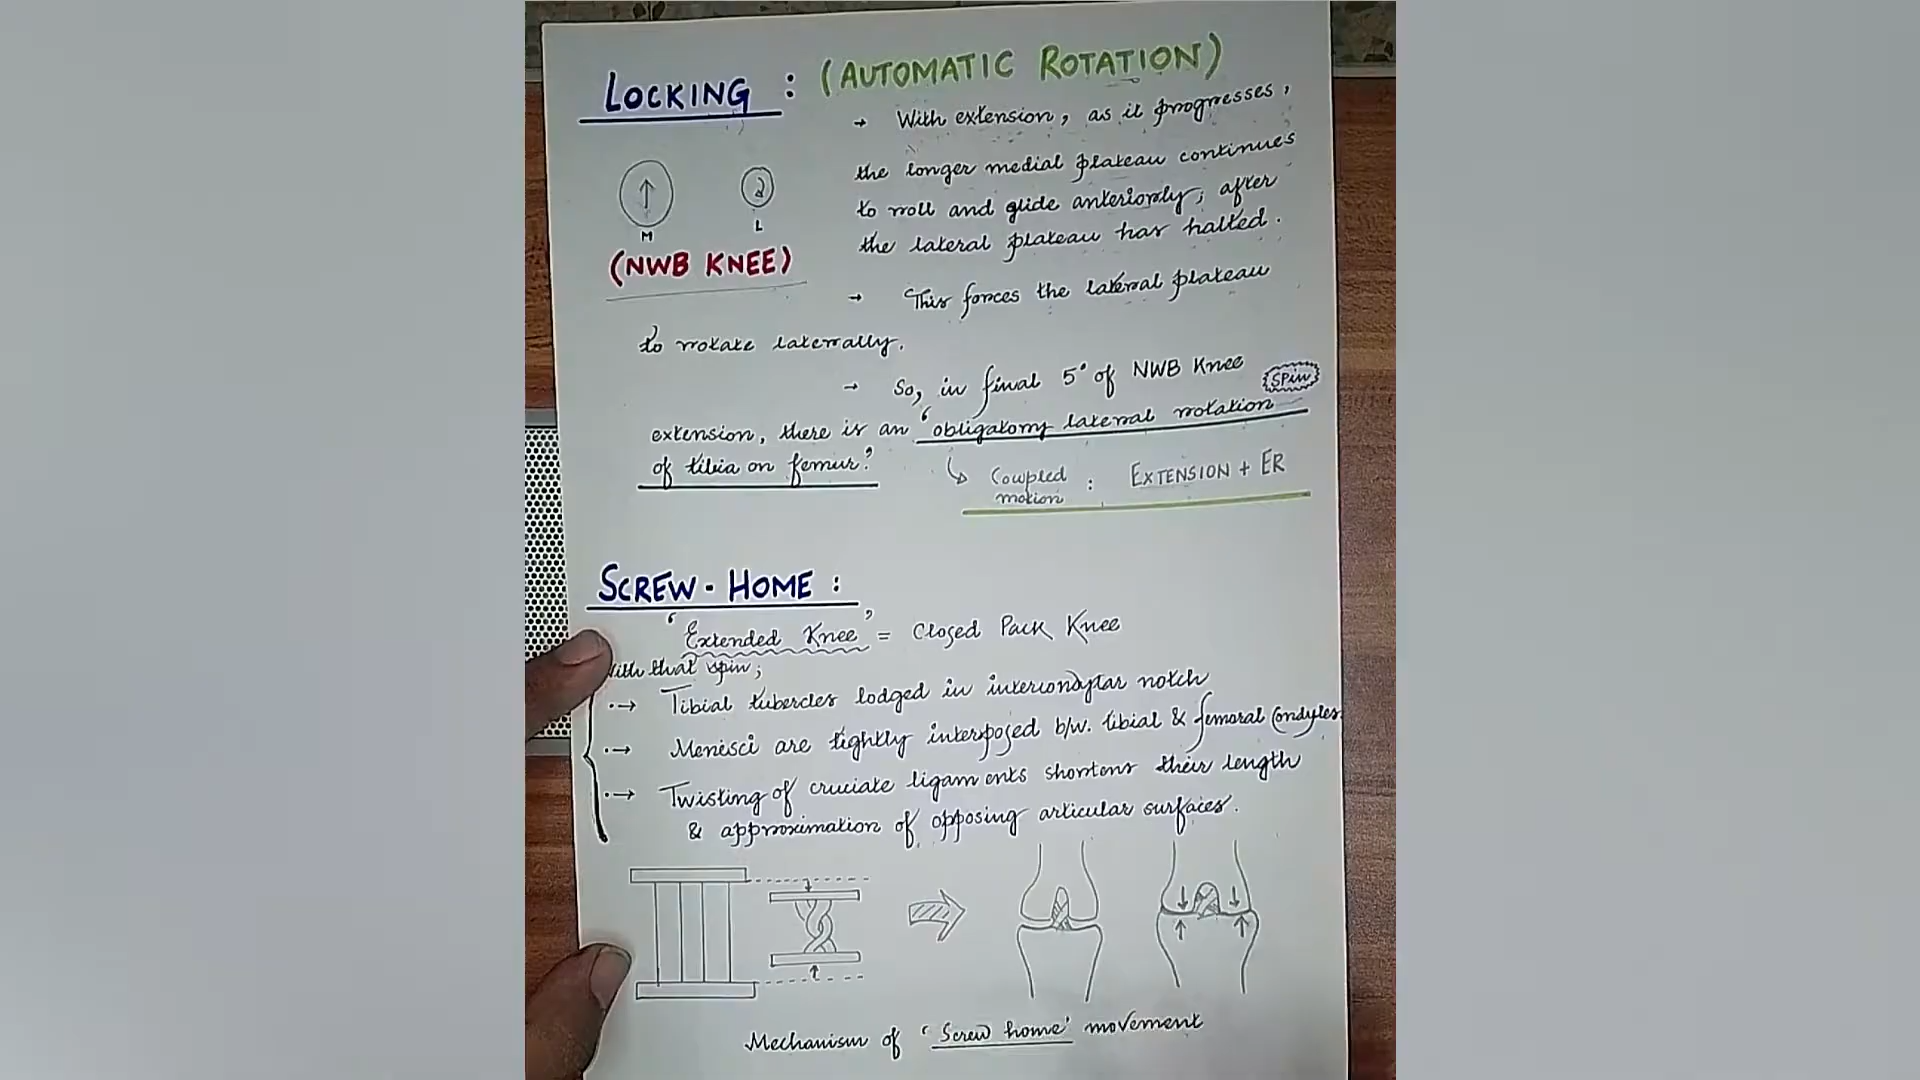 LOCKING : (AUTOMATIC ROTATION)
→ With extension, as it progresses,
the longer medial plateau continues
to roll and glide anteriorly; after
the lateral plateau has halted.
M L
(NWB KNEE)
→ This forces the lateral plateau
to rotate laterally.
→ So, in final 5° of NWB Knee
SPIN
extension, there is an 'obligatory lateral rotation
of tibia on femur.'
↳ Coupled motion : EXTENSION + ER
SCREW-HOME :
'Extended Knee' = Closed Pack Knee
with that spin;
•→ Tibial tubercles lodged in intercondylar notch
•→ Menisci are tightly interposed b/w. tibial & femoral Condyles.
•→ Twisting of cruciate ligaments shortens their length
& approximation of opposing articular surfaces.
Mechanism of 'Screw home' movement